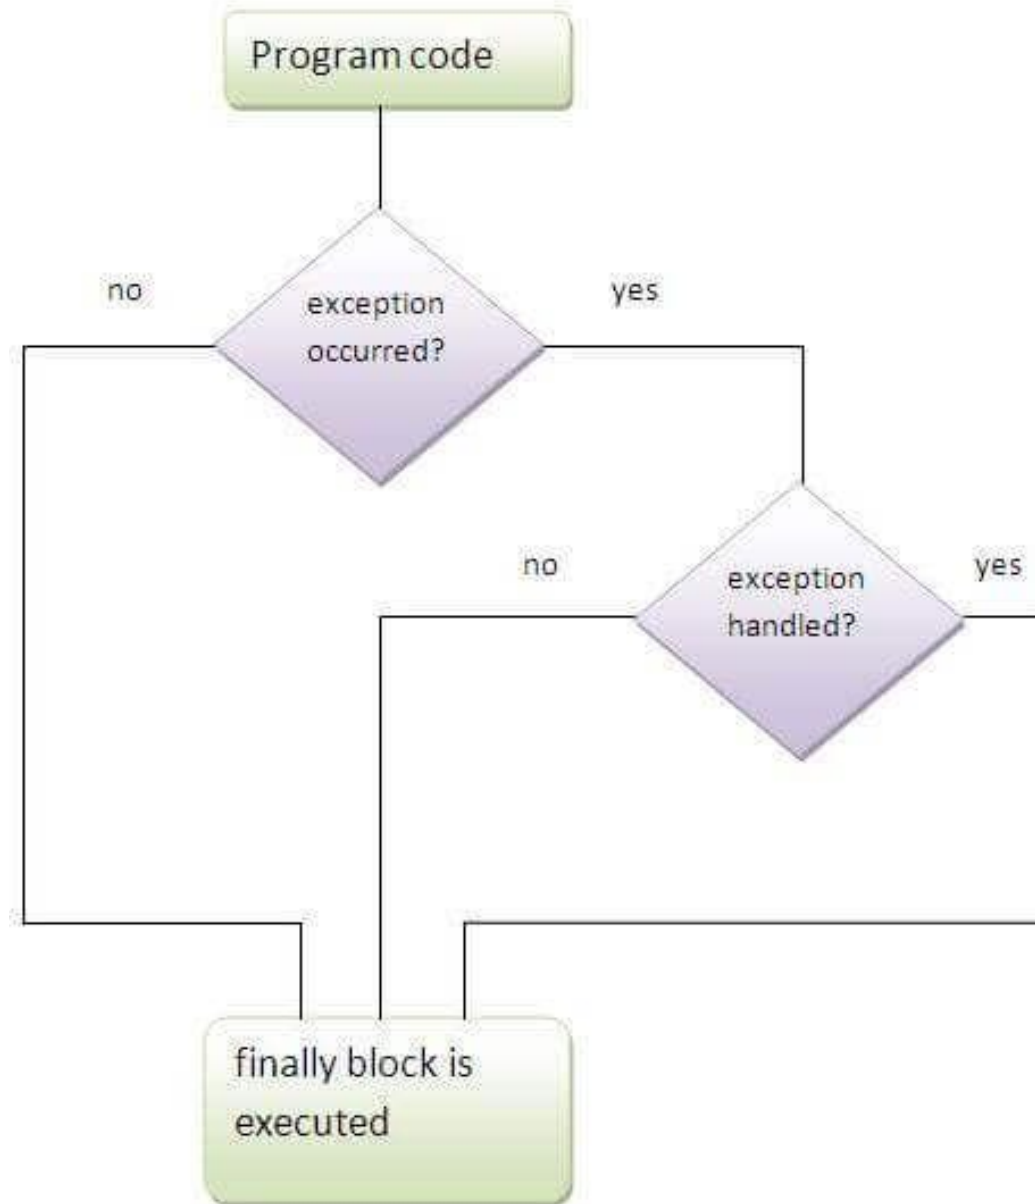 Program code
no
yes
exception
occurred?
no
yes
exception
handled?
finally block is
executed